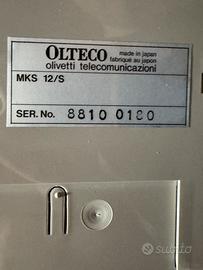 OLTECO made in japan
fabriqué au japon
olivetti telecomunicazioni
MKS 12/S
SER. No. 8810 0180
subito